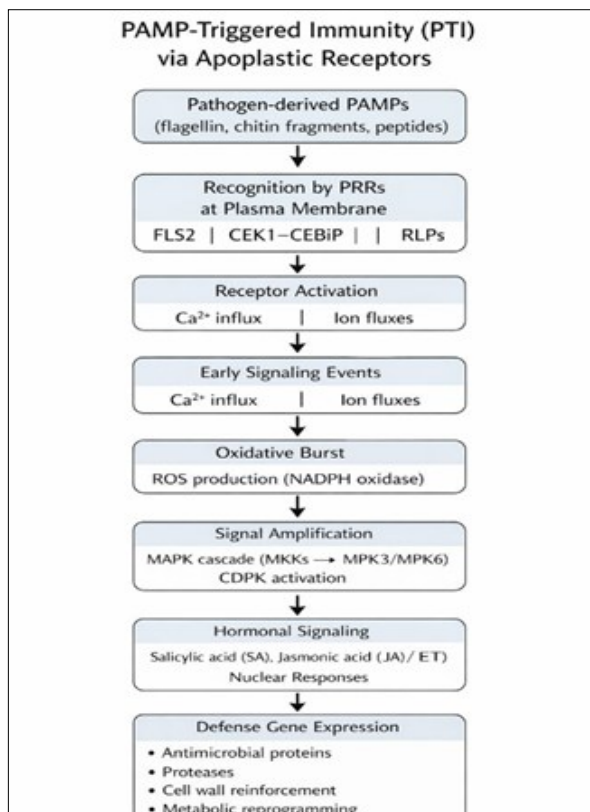 PAMP-Triggered Immunity (PTI)
via Apoplastic Receptors
Pathogen-derived PAMPs
(flagellin, chitin fragments, peptides)
Recognition by PRRs
at Plasma Membrane
FLS2 | CEK1–CEBiP | | RLPs
Receptor Activation
Ca²⁺ influx | Ion fluxes
Early Signaling Events
Ca²⁺ influx | Ion fluxes
Oxidative Burst
ROS production (NADPH oxidase)
Signal Amplification
MAPK cascade (MKKs → MPK3/MPK6)
CDPK activation
Hormonal Signaling
Salicylic acid (SA), Jasmonic acid (JA)/ ET)
Nuclear Responses
Defense Gene Expression
• Antimicrobial proteins
• Proteases
• Cell wall reinforcement
• Metabolic reprogramming